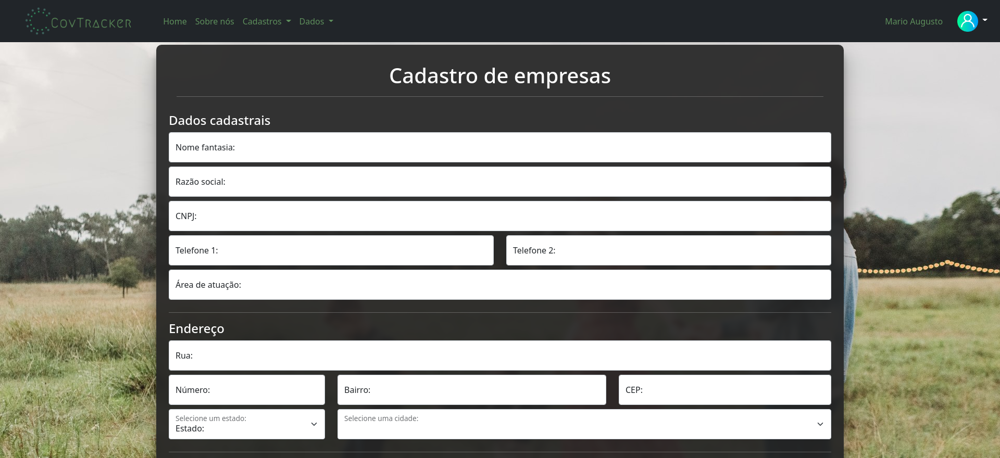 CovTracker
Home Sobre nós Cadastros Dados Mario Augusto
Cadastro de empresas
Dados cadastrais
Nome fantasia:
Razão social:
CNPJ:
Telefone 1: Telefone 2:
Área de atuação:
Endereço
Rua:
Número: Bairro: CEP:
Selecione um estado: Selecione uma cidade:
Estado: